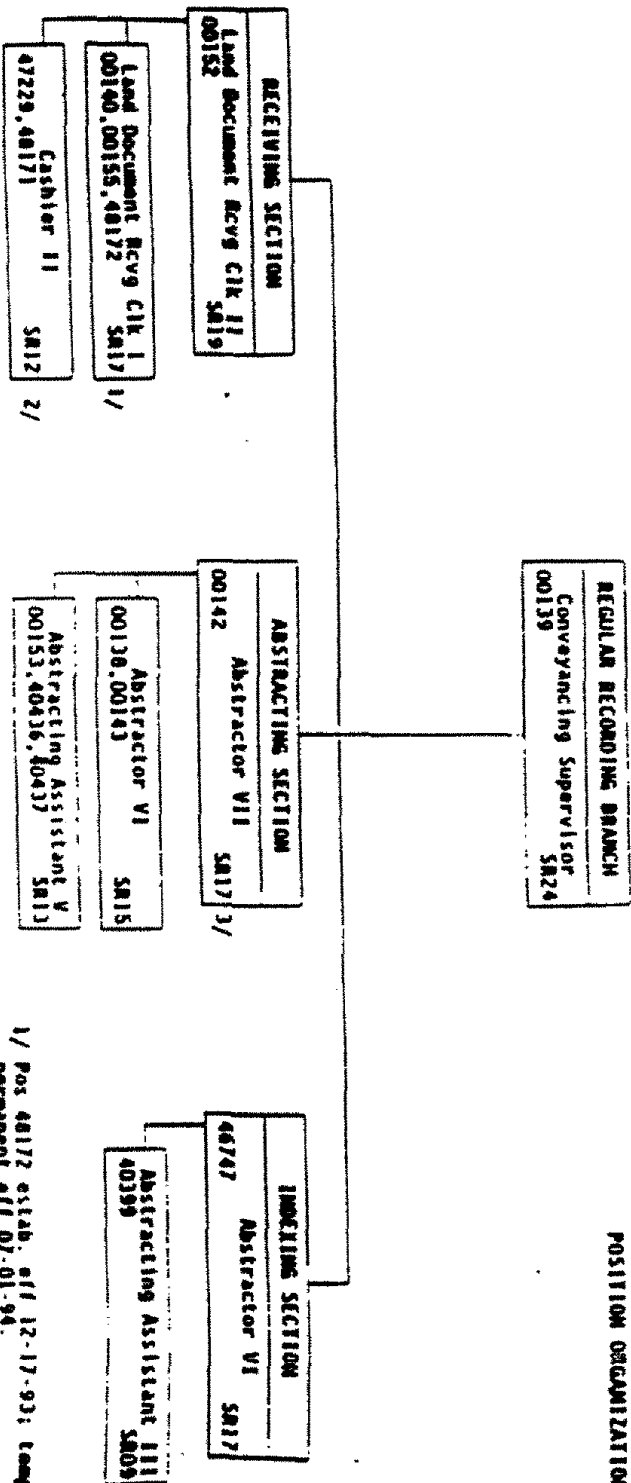 POSITION ORGANIZATION
REGULAR RECORDING BRANCH
Conveyancing Supervisor
00139 SR24
RECEIVING SECTION
Land Document Rcvg Clk II
00152 SR19
Land Document Rcvg Clk I
00140,00155,48172 SR17 1/
Cashier II
47229,48171 SR12 2/
ABSTRACTING SECTION
Abstractor VII
00142 SR17 3/
Abstractor VI
00138,00143 SR15
Abstracting Assistant V
00153,40436,40437 SR13
INDEXING SECTION
Abstractor VI
46747 SR17
Abstracting Assistant III
40399 SR09
1/ Pos 48172 estab. eff 12-17-93; temp
permanent eff 07-01-94.